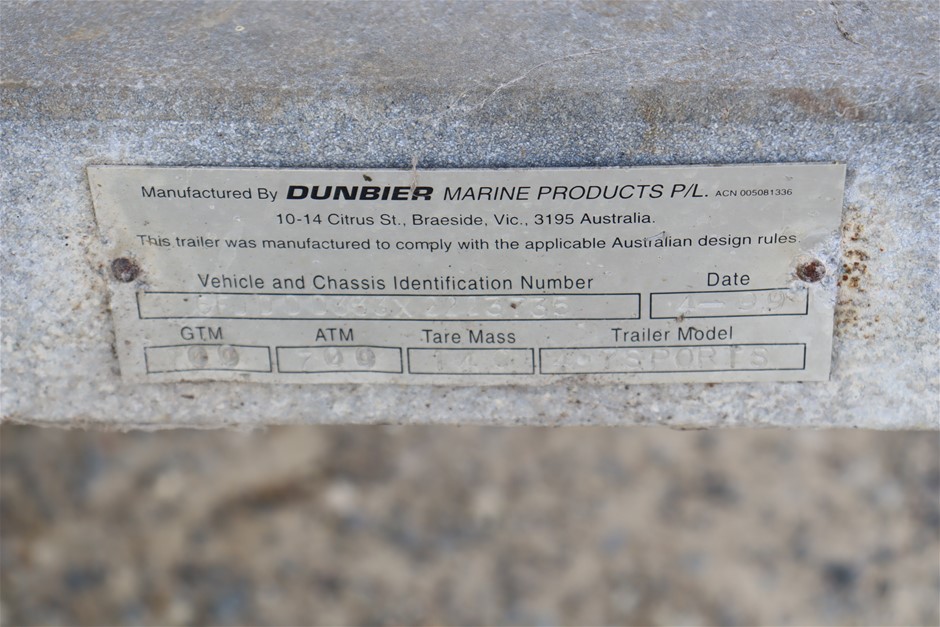 Manufactured By DUNBIER MARINE PRODUCTS P/L. ACN 005081336
10-14 Citrus St., Braeside, Vic., 3195 Australia.
This trailer was manufactured to comply with the applicable Australian design rules.
Vehicle and Chassis Identification Number Date
GTM ATM Tare Mass Trailer Model